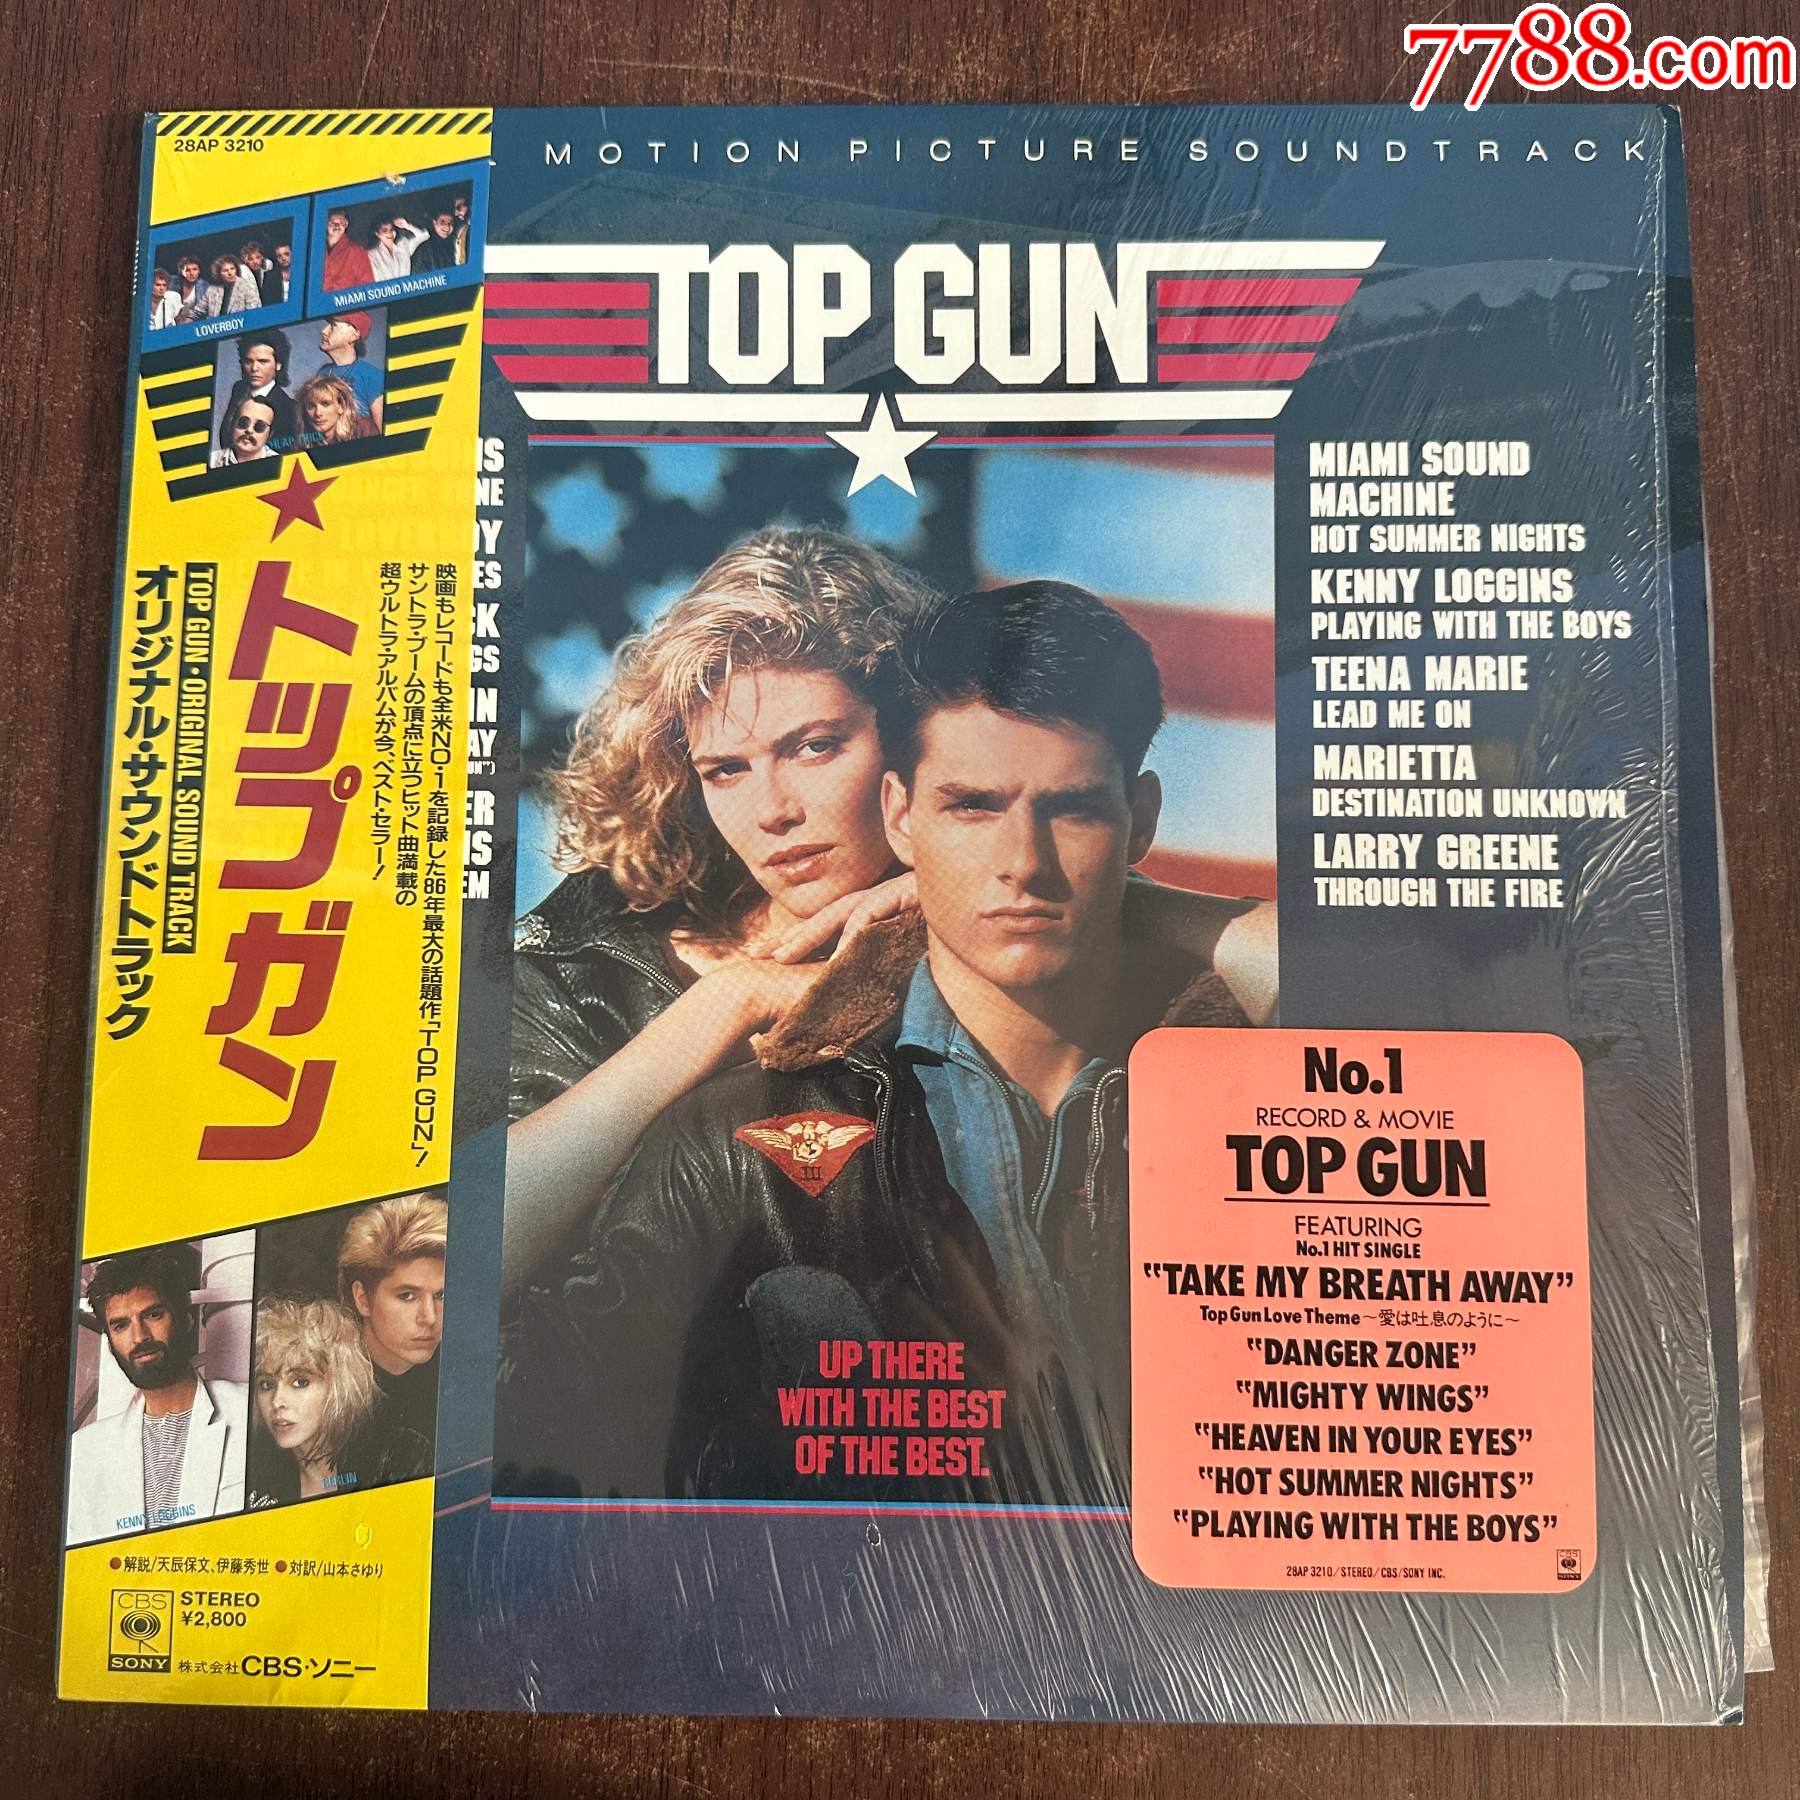 7788.com
28AP 3210
LOVERBOY
MIAMI SOUND MACHINE
CHEAP TRICK
トップガン
TOP GUN・ORIGINAL SOUND TRACK
オリジナル・サウンドトラック
映画もレコードも全米NO・1を記録した86年最大の話題作「TOP GUN」!
サントラ・ブームの頂点に立つヒット曲満載の
超ウルトラ・アルバムが今、ベスト・セラー!
KENNY LOGGINS
BERLIN
●解説/天辰保文、伊藤秀世 ●対訳/山本さゆり
CBS
SONY
STEREO
¥2,800
株式会社CBS・ソニー
MOTION PICTURE SOUNDTRACK
TOP GUN
DANGER ZONE
LOVERBOY
MIAMI SOUND
MACHINE
HOT SUMMER NIGHTS
KENNY LOGGINS
PLAYING WITH THE BOYS
TEENA MARIE
LEAD ME ON
MARIETTA
DESTINATION UNKNOWN
LARRY GREENE
THROUGH THE FIRE
III
UP THERE
WITH THE BEST
OF THE BEST.
No.1
RECORD & MOVIE
TOP GUN
FEATURING
No.1 HIT SINGLE
"TAKE MY BREATH AWAY"
Top Gun Love Theme〜愛は吐息のように〜
"DANGER ZONE"
"MIGHTY WINGS"
"HEAVEN IN YOUR EYES"
"HOT SUMMER NIGHTS"
"PLAYING WITH THE BOYS"
28AP 3210/STEREO/CBS/SONY INC.
CBS
SONY